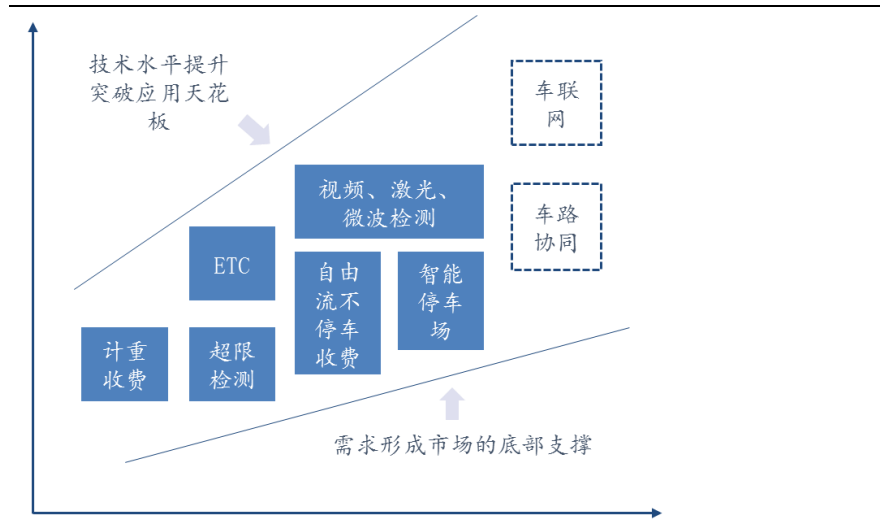 技术水平提升
突破应用天花
板
车联
网
视频、激光、
微波检测
车路
协同
ETC
自由
流不
停车
收费
智能
停车
场
计重
收费
超限
检测
需求形成市场的底部支撑